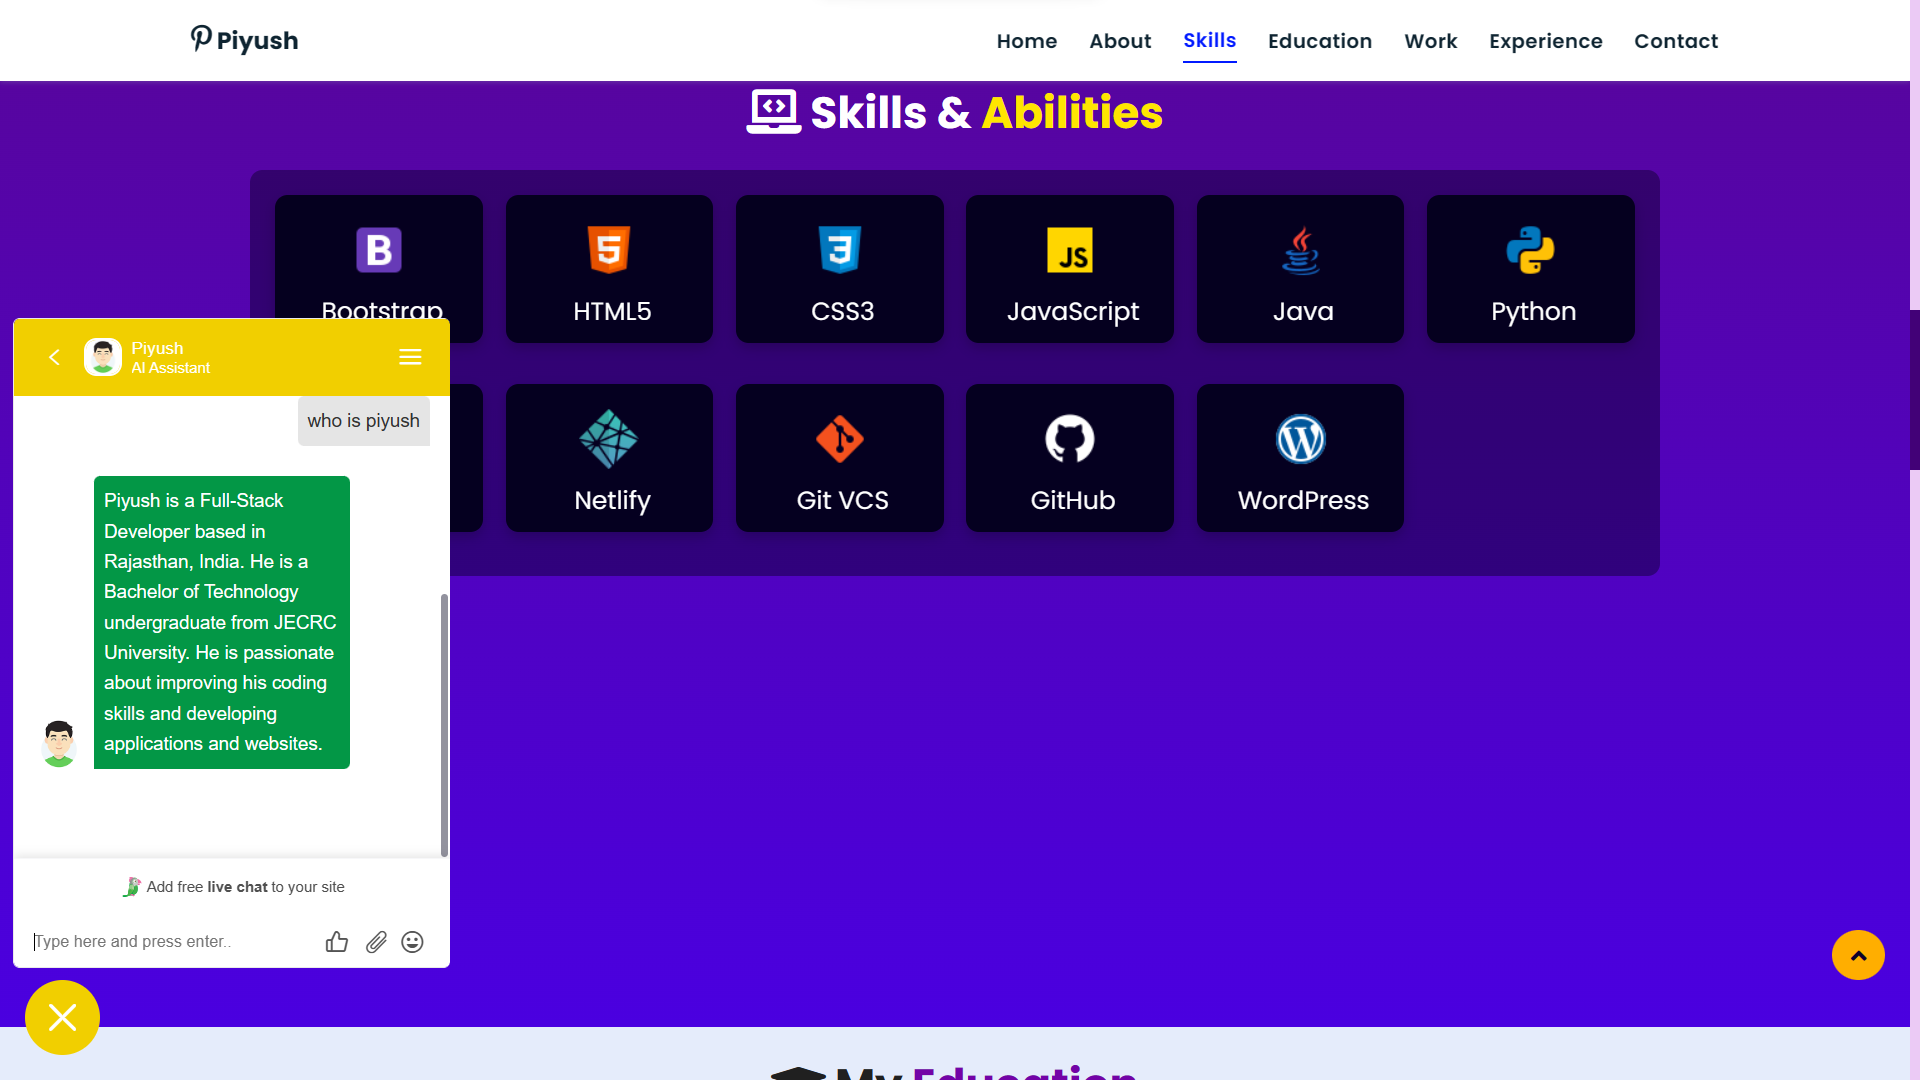 Piyush
Home About Skills Education Work Experience Contact
Skills & Abilities
Bootstrap
HTML5
CSS3
JS
JavaScript
Java
Python
Netlify
Git VCS
GitHub
WordPress
Piyush
AI Assistant
who is piyush
Piyush is a Full-Stack
Developer based in
Rajasthan, India. He is a
Bachelor of Technology
undergraduate from JECRC
University. He is passionate
about improving his coding
skills and developing
applications and websites.
Add free live chat to your site
Type here and press enter..
My Education